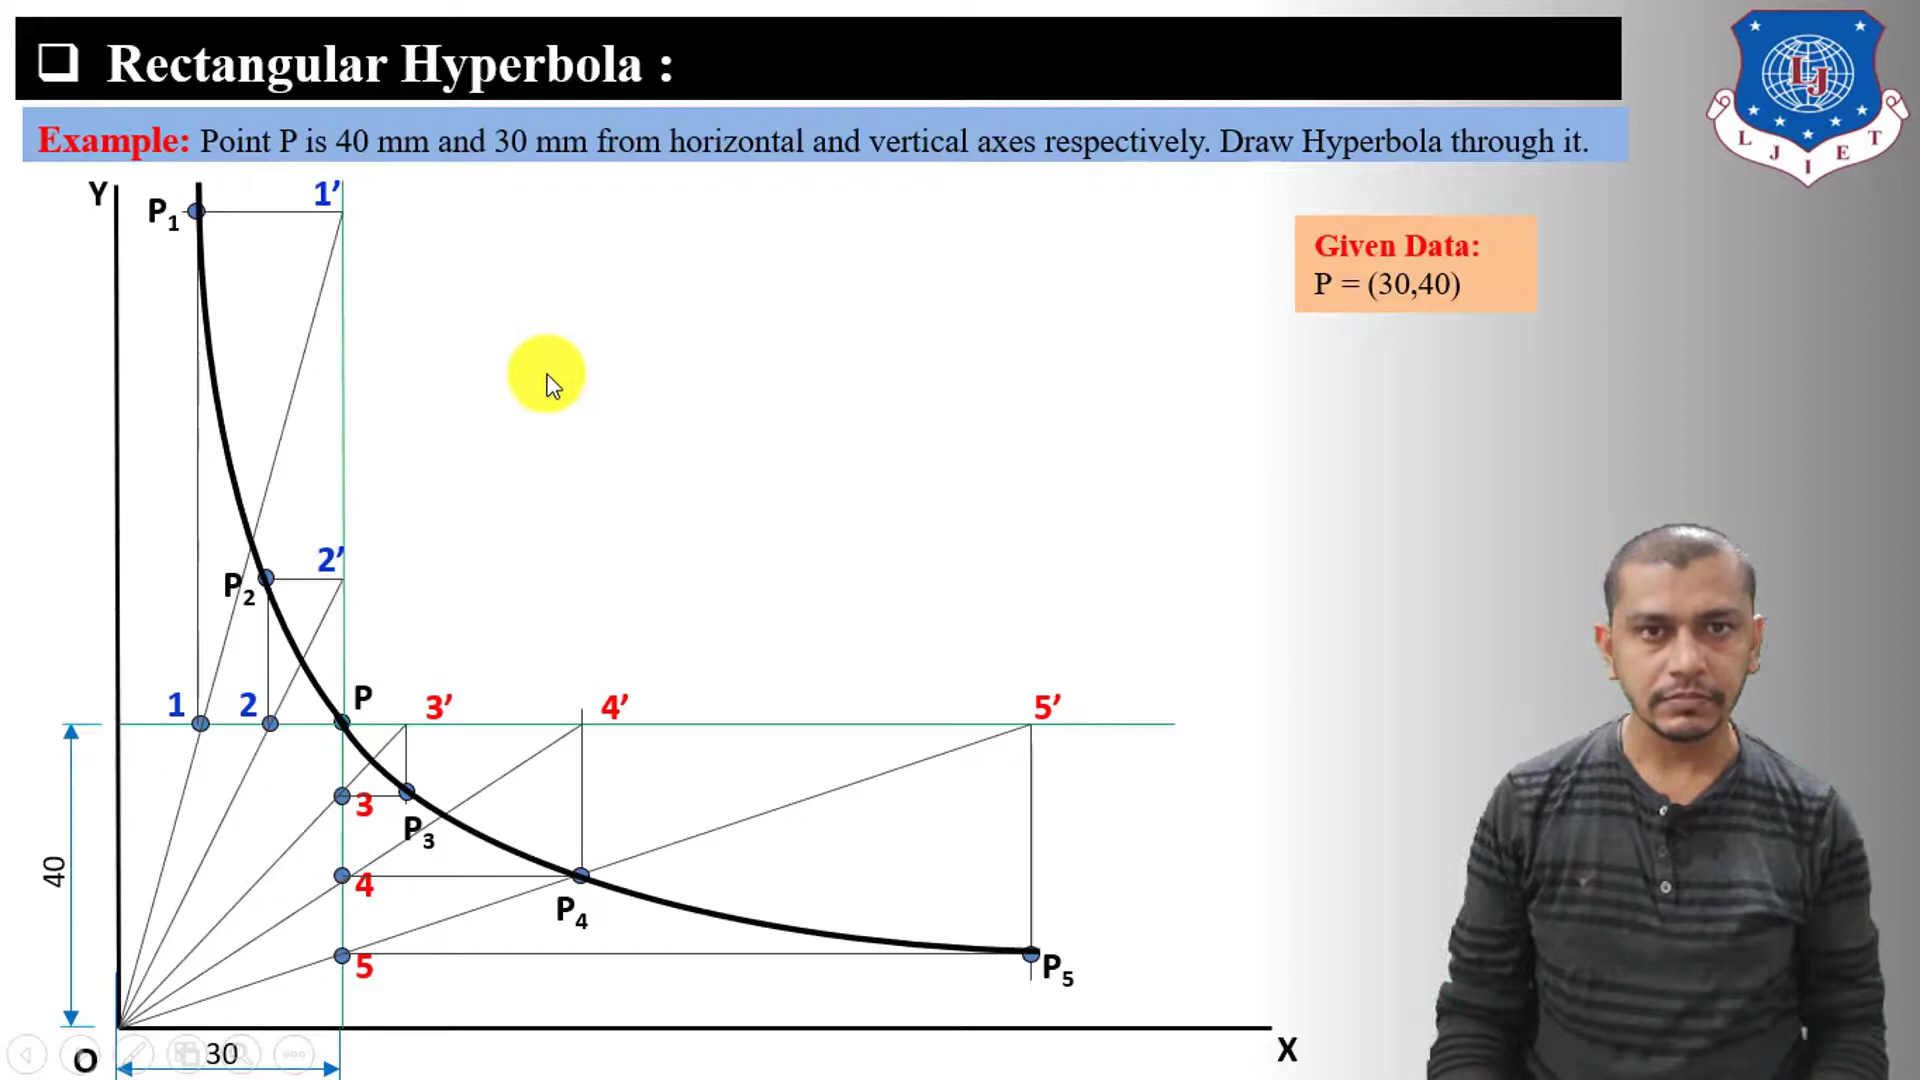 Rectangular Hyperbola :
Example: Point P is 40 mm and 30 mm from horizontal and vertical axes respectively. Draw Hyperbola through it.
L J I E T
LJ
Given Data:
P = (30,40)
Y
P1
1’
P2
2’
1
2
P
3’
4’
5’
3
P3
4
P4
5
P5
40
30
O
X